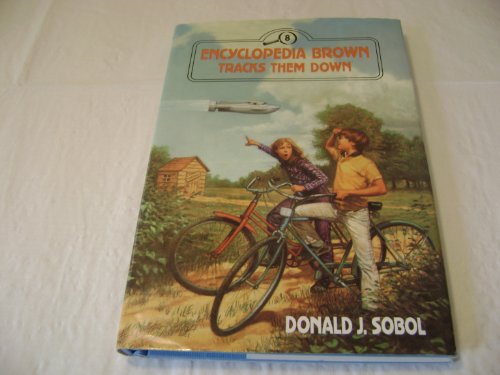 8
ENCYCLOPEDIA BROWN
TRACKS THEM DOWN
DONALD J. SOBOL